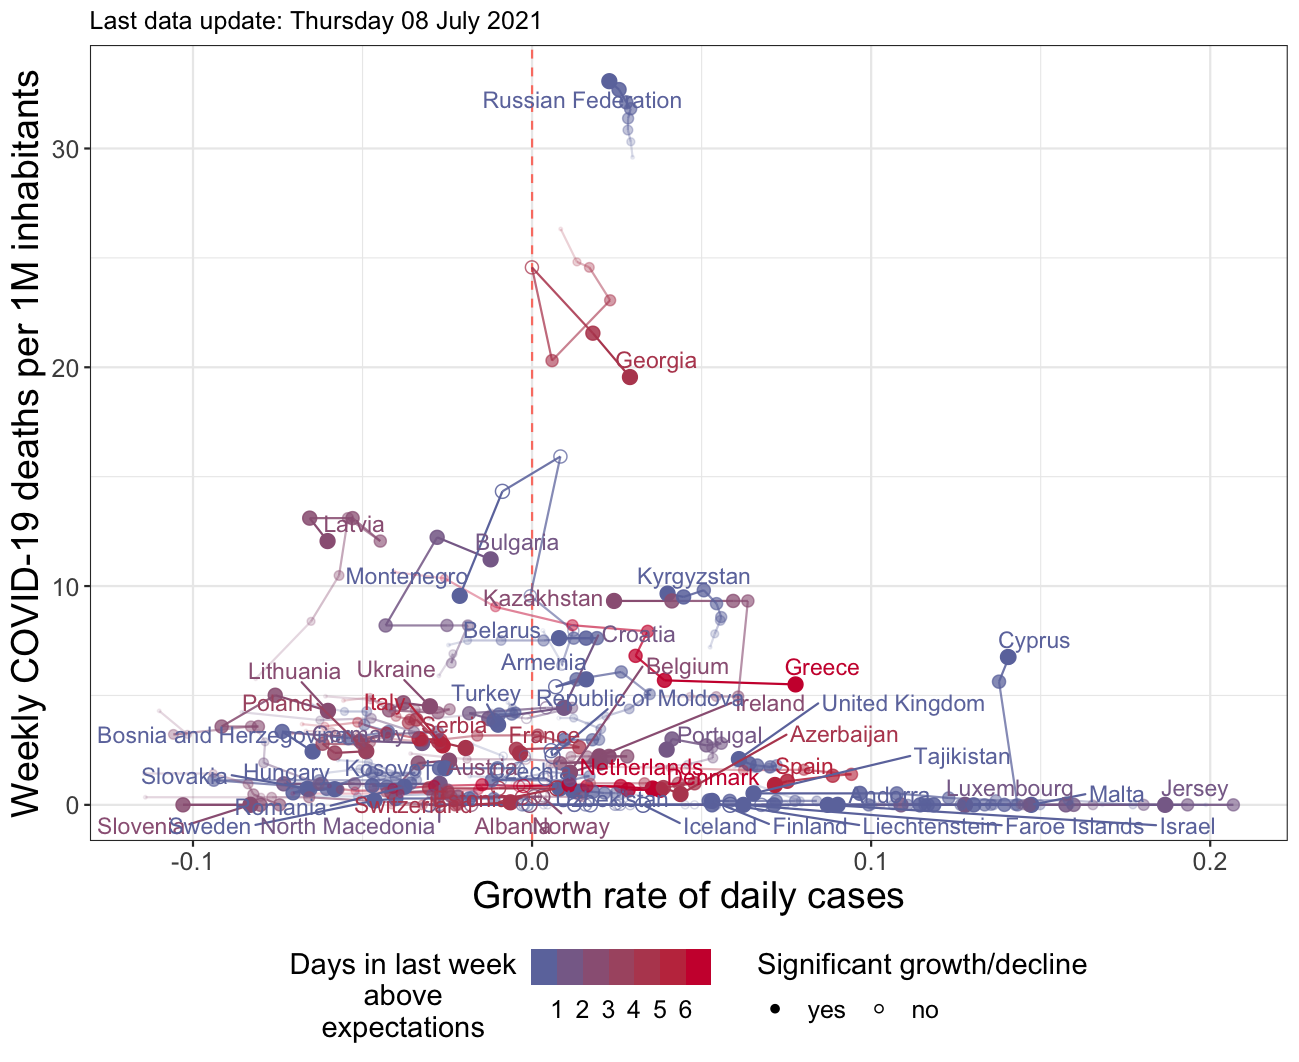 Last data update: Thursday 08 July 2021
Weekly COVID-19 deaths per 1M inhabitants
30
20
10
0
Russian Federation
Georgia
Latvia
Bulgaria
Montenegro
Kyrgyzstan
Kazakhstan
Belarus
Croatia
Cyprus
Armenia
Belgium
Greece
Lithuania
Ukraine
Turkey
Republic of Moldova
Ireland
United Kingdom
Poland
Italy
Serbia
France
Portugal
Azerbaijan
Bosnia and Herzegovina
Germany
Tajikistan
Slovakia
Hungary
Kosovo
Austria
Czechia
Netherlands
Denmark
Spain
Romania
Switzerland
Estonia
Uzbekistan
Andorra
Luxembourg
Malta
Jersey
Slovenia
Sweden
North Macedonia
Albania
Norway
Iceland
Finland
Liechtenstein
Faroe Islands
Israel
-0.1
0.0
0.1
0.2
Growth rate of daily cases
Days in last week
above
expectations
1 2 3 4 5 6
Significant growth/decline
yes
no